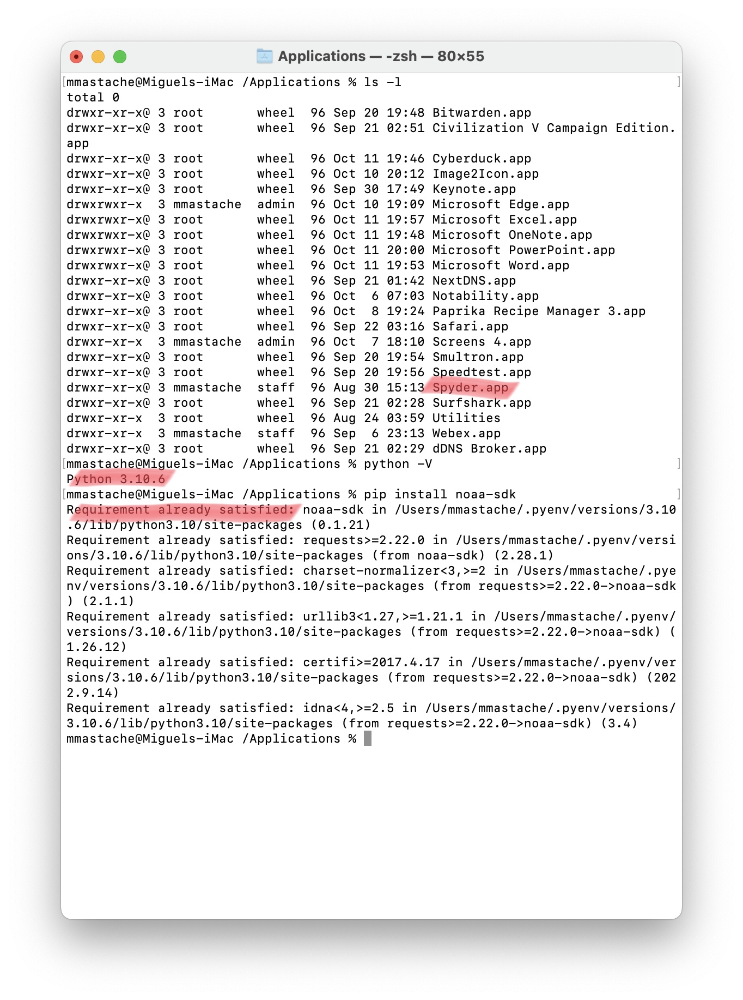 Applications — -zsh — 80×55
[mmastache@Miguels-iMac /Applications % ls -l ]
total 0
drwxr-xr-x@ 3 root       wheel  96 Sep 20 19:48 Bitwarden.app
drwxr-xr-x@ 3 root       wheel  96 Sep 21 02:51 Civilization V Campaign Edition.
app
drwxr-xr-x@ 3 root       wheel  96 Oct 11 19:46 Cyberduck.app
drwxr-xr-x@ 3 root       wheel  96 Oct 10 20:12 Image2Icon.app
drwxr-xr-x@ 3 root       wheel  96 Sep 30 17:49 Keynote.app
drwxrwxr-x  3 mmastache  admin  96 Oct 10 19:09 Microsoft Edge.app
drwxrwxr-x@ 3 root       wheel  96 Oct 11 19:57 Microsoft Excel.app
drwxrwxr-x@ 3 root       wheel  96 Oct 11 19:48 Microsoft OneNote.app
drwxrwxr-x@ 3 root       wheel  96 Oct 11 20:00 Microsoft PowerPoint.app
drwxrwxr-x@ 3 root       wheel  96 Oct 11 19:53 Microsoft Word.app
drwxr-xr-x@ 3 root       wheel  96 Sep 21 01:42 NextDNS.app
drwxr-xr-x@ 3 root       wheel  96 Oct  6 07:03 Notability.app
drwxr-xr-x@ 3 root       wheel  96 Oct  8 19:24 Paprika Recipe Manager 3.app
drwxr-xr-x@ 3 root       wheel  96 Sep 22 03:16 Safari.app
drwxr-xr-x  3 mmastache  admin  96 Oct  7 18:10 Screens 4.app
drwxr-xr-x@ 3 root       wheel  96 Sep 20 19:54 Smultron.app
drwxr-xr-x@ 3 root       wheel  96 Sep 20 19:56 Speedtest.app
drwxr-xr-x@ 3 mmastache  staff  96 Aug 30 15:13 Spyder.app
drwxr-xr-x@ 3 root       wheel  96 Sep 21 02:28 Surfshark.app
drwxr-xr-x  3 root       wheel  96 Aug 24 03:59 Utilities
drwxr-xr-x  3 mmastache  staff  96 Sep  6 23:13 Webex.app
drwxr-xr-x@ 3 root       wheel  96 Sep 21 02:29 dDNS Broker.app
[mmastache@Miguels-iMac /Applications % python -V ]
Python 3.10.6
[mmastache@Miguels-iMac /Applications % pip install noaa-sdk ]
Requirement already satisfied: noaa-sdk in /Users/mmastache/.pyenv/versions/3.10
.6/lib/python3.10/site-packages (0.1.21)
Requirement already satisfied: requests>=2.22.0 in /Users/mmastache/.pyenv/versi
ons/3.10.6/lib/python3.10/site-packages (from noaa-sdk) (2.28.1)
Requirement already satisfied: charset-normalizer<3,>=2 in /Users/mmastache/.pye
nv/versions/3.10.6/lib/python3.10/site-packages (from requests>=2.22.0->noaa-sdk
) (2.1.1)
Requirement already satisfied: urllib3<1.27,>=1.21.1 in /Users/mmastache/.pyenv/
versions/3.10.6/lib/python3.10/site-packages (from requests>=2.22.0->noaa-sdk) (
1.26.12)
Requirement already satisfied: certifi>=2017.4.17 in /Users/mmastache/.pyenv/ver
sions/3.10.6/lib/python3.10/site-packages (from requests>=2.22.0->noaa-sdk) (202
2.9.14)
Requirement already satisfied: idna<4,>=2.5 in /Users/mmastache/.pyenv/versions/
3.10.6/lib/python3.10/site-packages (from requests>=2.22.0->noaa-sdk) (3.4)
mmastache@Miguels-iMac /Applications %